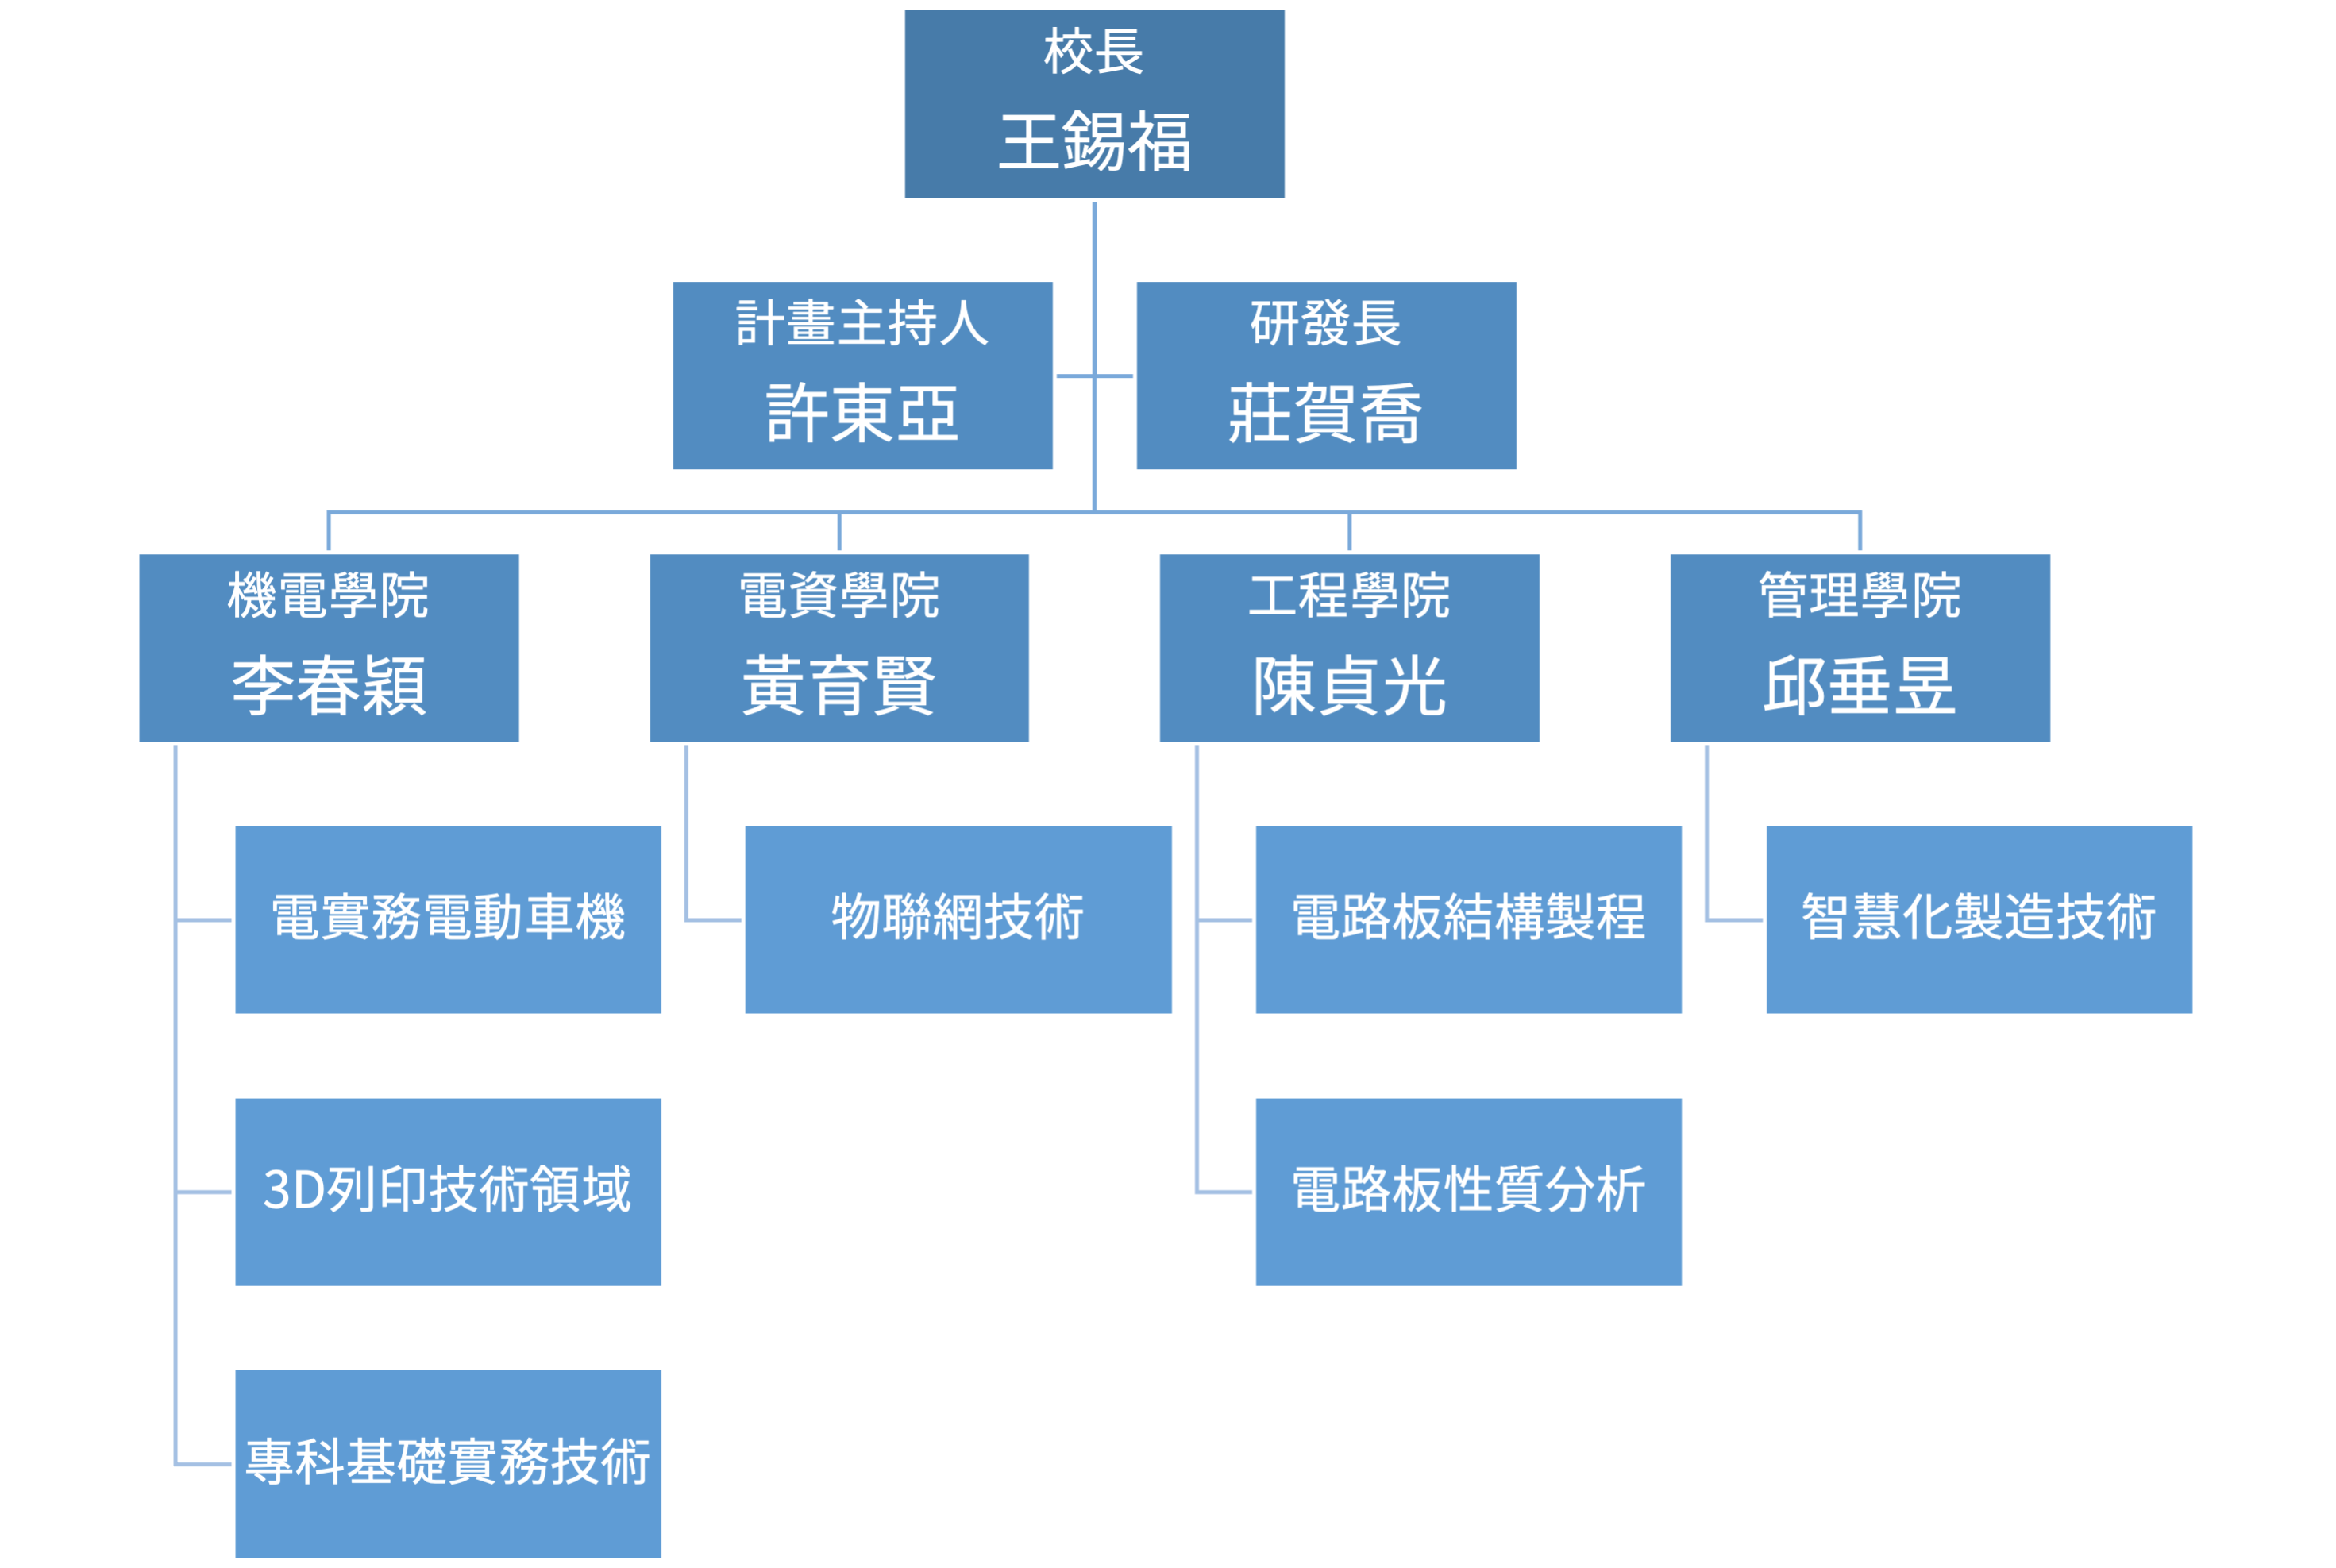 校長
王錫福
計畫主持人
許東亞
研發長
莊賀喬
機電學院
李春穎
電資學院
黃育賢
工程學院
陳貞光
管理學院
邱垂昱
電臺務電動車機
物聯網技術
電路板結構製程
智慧化製造技術
3D列印技術領域
電路板性質分析
專科基礎實務技術